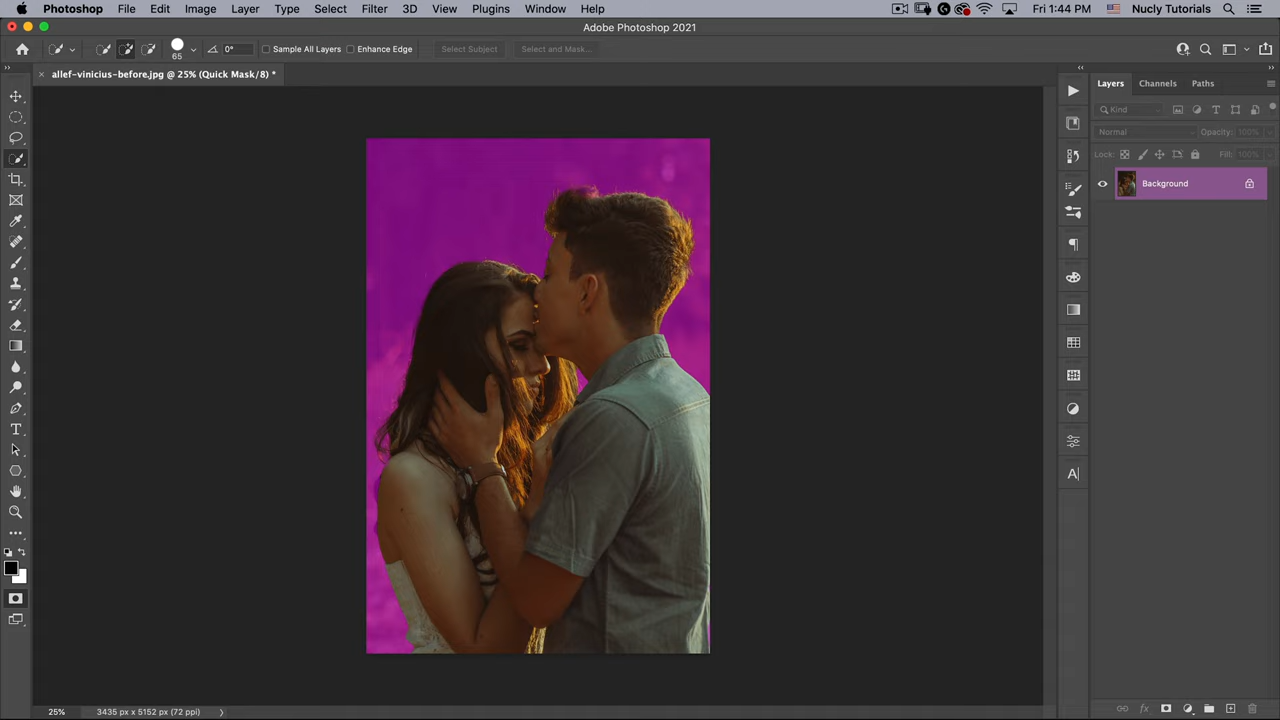 Photoshop File Edit Image Layer Type Select Filter 3D View Plugins Window Help Fri 1:44 PM Nucly Tutorials
Adobe Photoshop 2021
65 0° Sample All Layers Enhance Edge Select Subject Select and Mask...
allef-vinicius-before.jpg @ 25% (Quick Mask/8) *
Layers Channels Paths
Kind
Normal Opacity: 100%
Lock: Fill: 100%
Background
25% 3435 px x 5152 px (72 ppi)